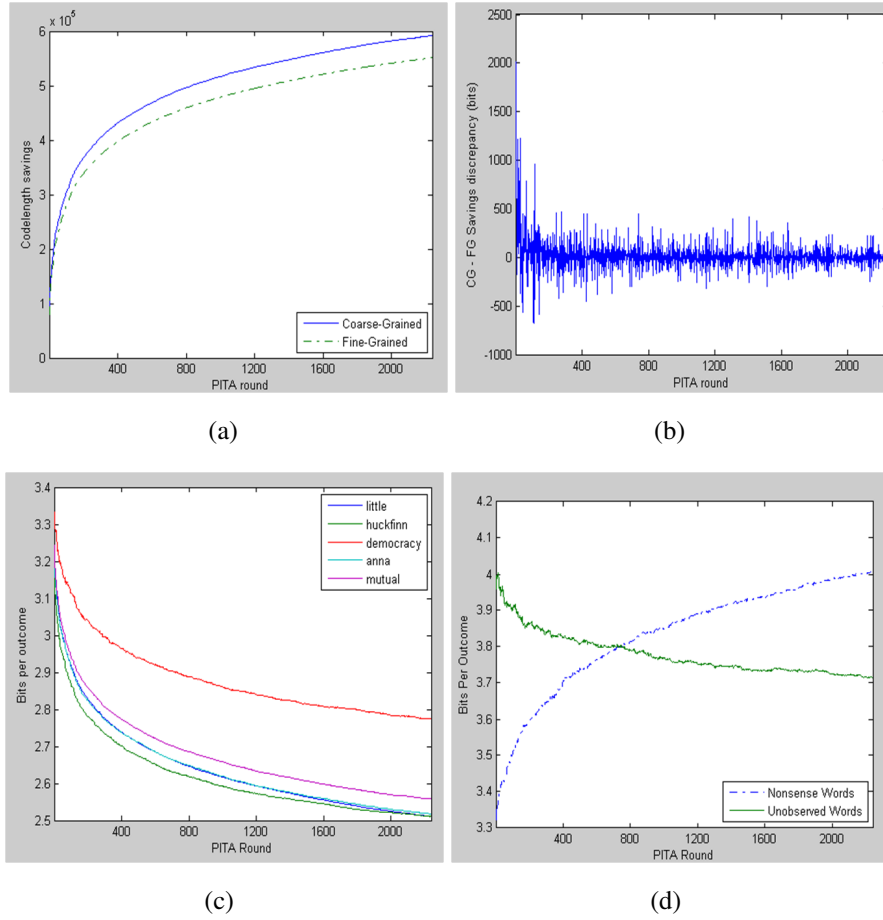 × 10^5
6
5
4
3
2
1
0
Codelength savings
400 800 1200 1600 2000
PITA round
Coarse-Grained
Fine-Grained
(a)
2500
2000
1500
1000
500
0
-500
-1000
CG - FG Savings discrepancy (bits)
400 800 1200 1600 2000
PITA round
(b)
3.4
3.3
3.2
3.1
3
2.9
2.8
2.7
2.6
2.5
Bits per outcome
400 800 1200 1600 2000
PITA Round
little
huckfinn
democracy
anna
mutual
(c)
4.2
4.1
4
3.9
3.8
3.7
3.6
3.5
3.4
3.3
Bits Per Outcome
400 800 1200 1600 2000
PITA Round
Nonsense Words
Unobserved Words
(d)